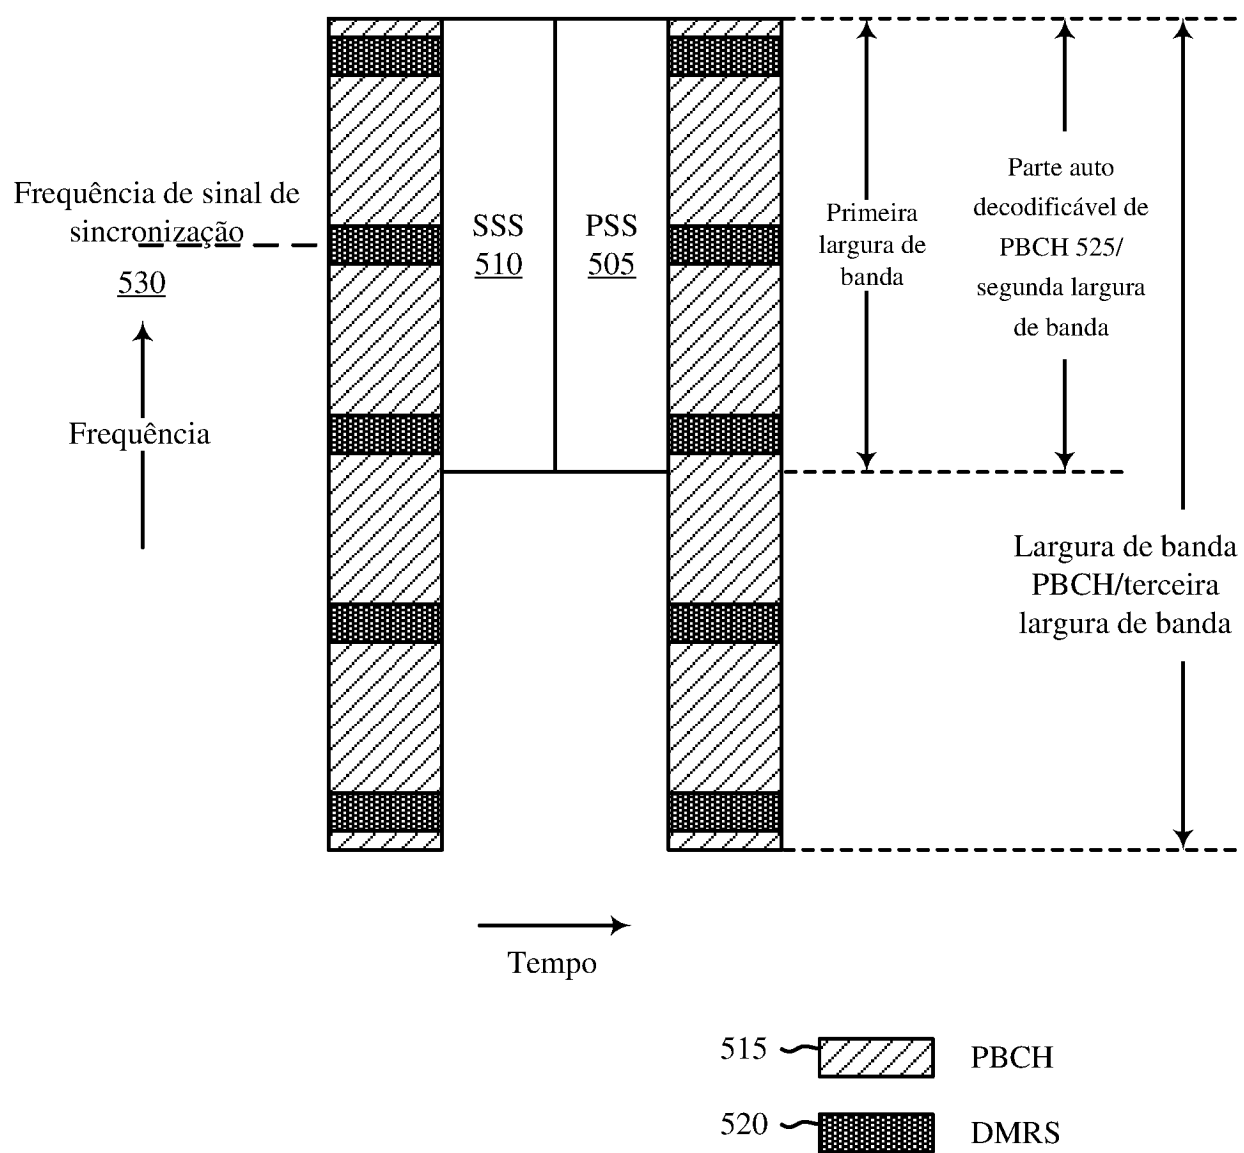 Frequência de sinal de
sincronização
530
Frequência
SSS
510
PSS
505
Primeira
largura de
banda
Parte auto
decodificável de
PBCH 525/
segunda largura
de banda
Largura de banda
PBCH/terceira
largura de banda
Tempo
515 PBCH
520 DMRS